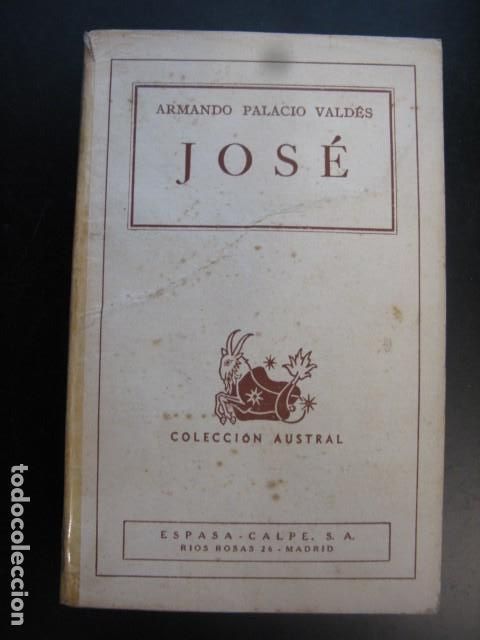 ARMANDO PALACIO VALDÉS
JOSÉ
COLECCIÓN AUSTRAL
ESPASA-CALPE, S. A.
RIOS ROSAS 26 - MADRID
todocoleccion